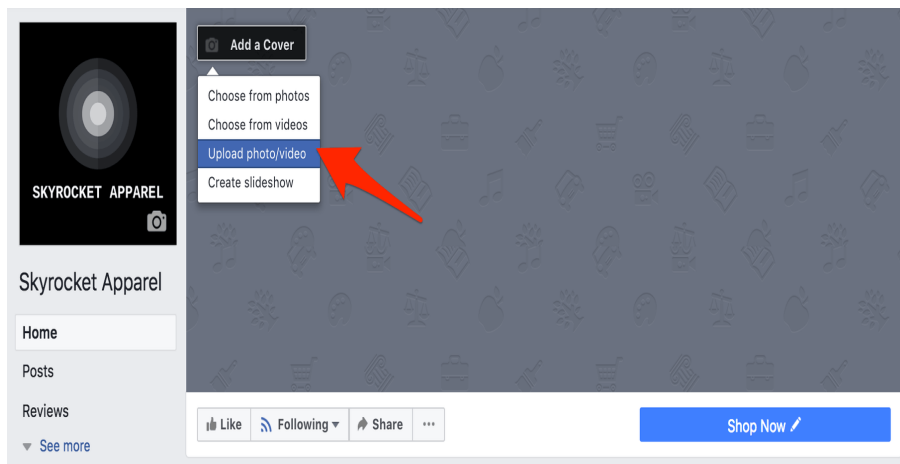 Add a Cover
Choose from photos
Choose from videos
Upload photo/video
Create slideshow
SKYROCKET APPAREL
Skyrocket Apparel
Home
Posts
Reviews
See more
Like
Following
Share
Shop Now